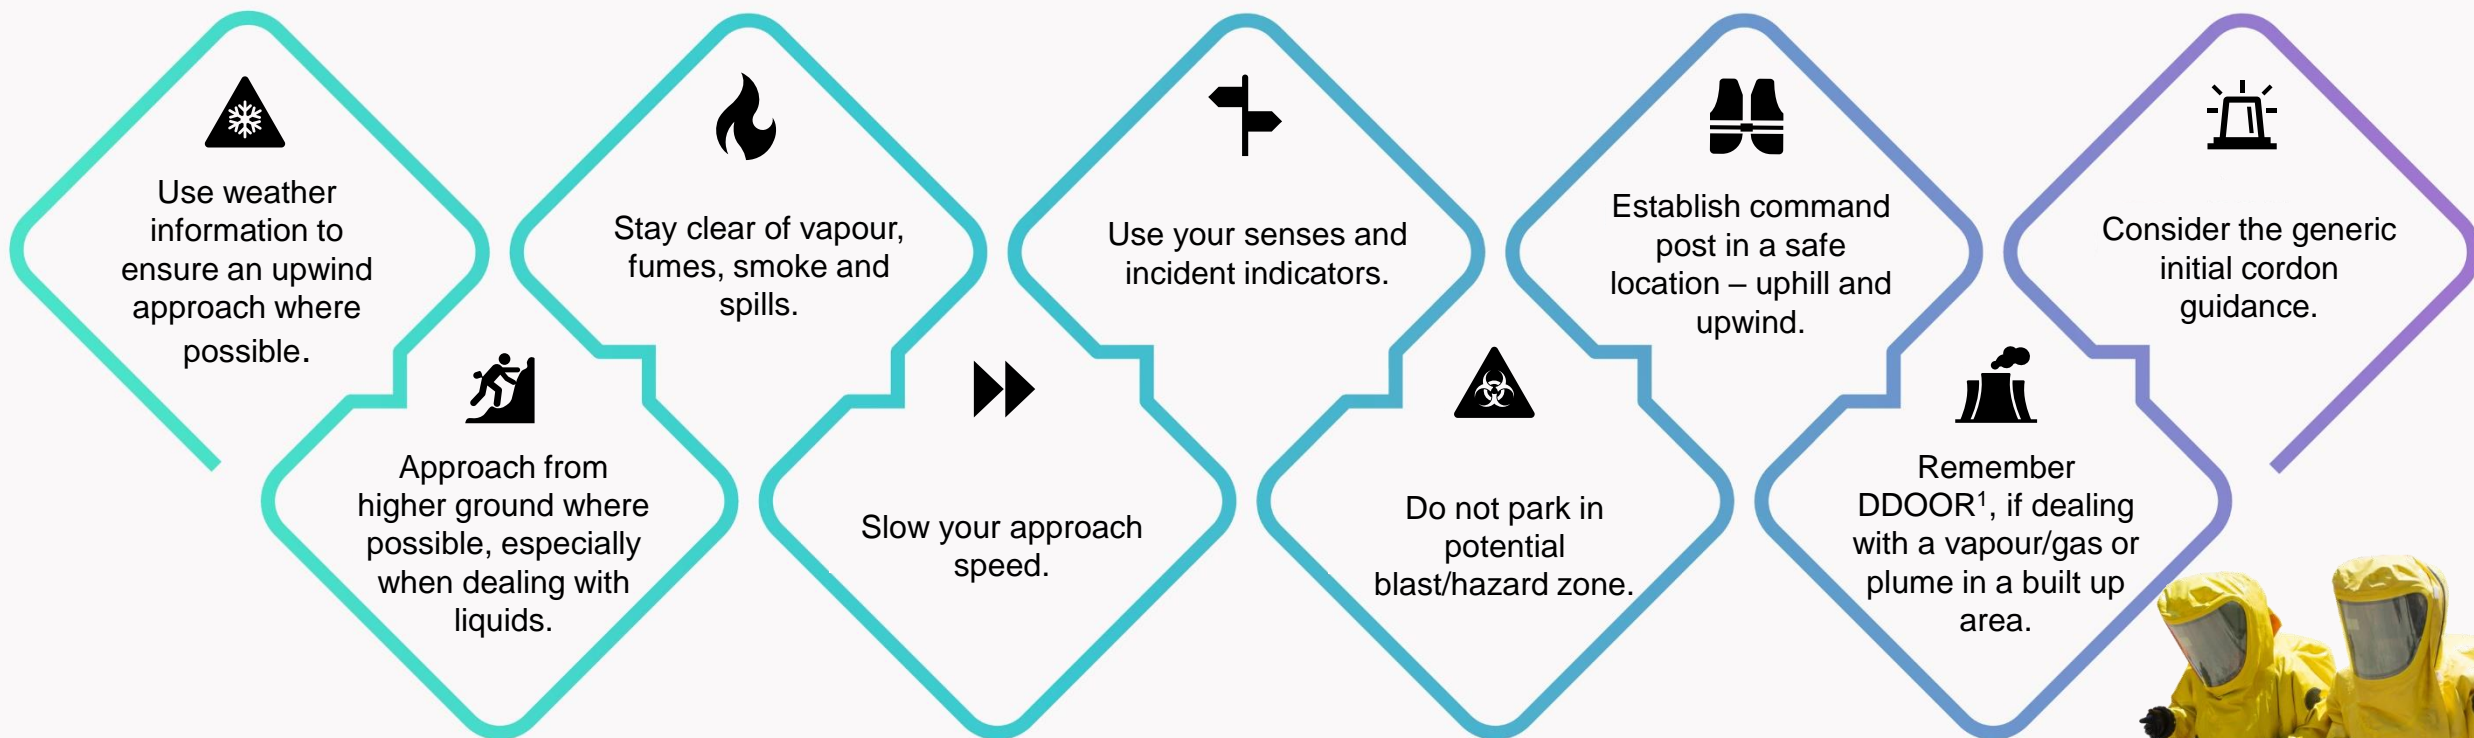 Use weather
information to
ensure an upwind
approach where
possible.
Approach from
higher ground where
possible, especially
when dealing with
liquids.
Stay clear of vapour,
fumes, smoke and
spills.
Slow your approach
speed.
Use your senses and
incident indicators.
Do not park in
potential
blast/hazard zone.
Establish command
post in a safe
location – uphill and
upwind.
Remember
DDOOR¹, if dealing
with a vapour/gas or
plume in a built up
area.
Consider the generic
initial cordon
guidance.